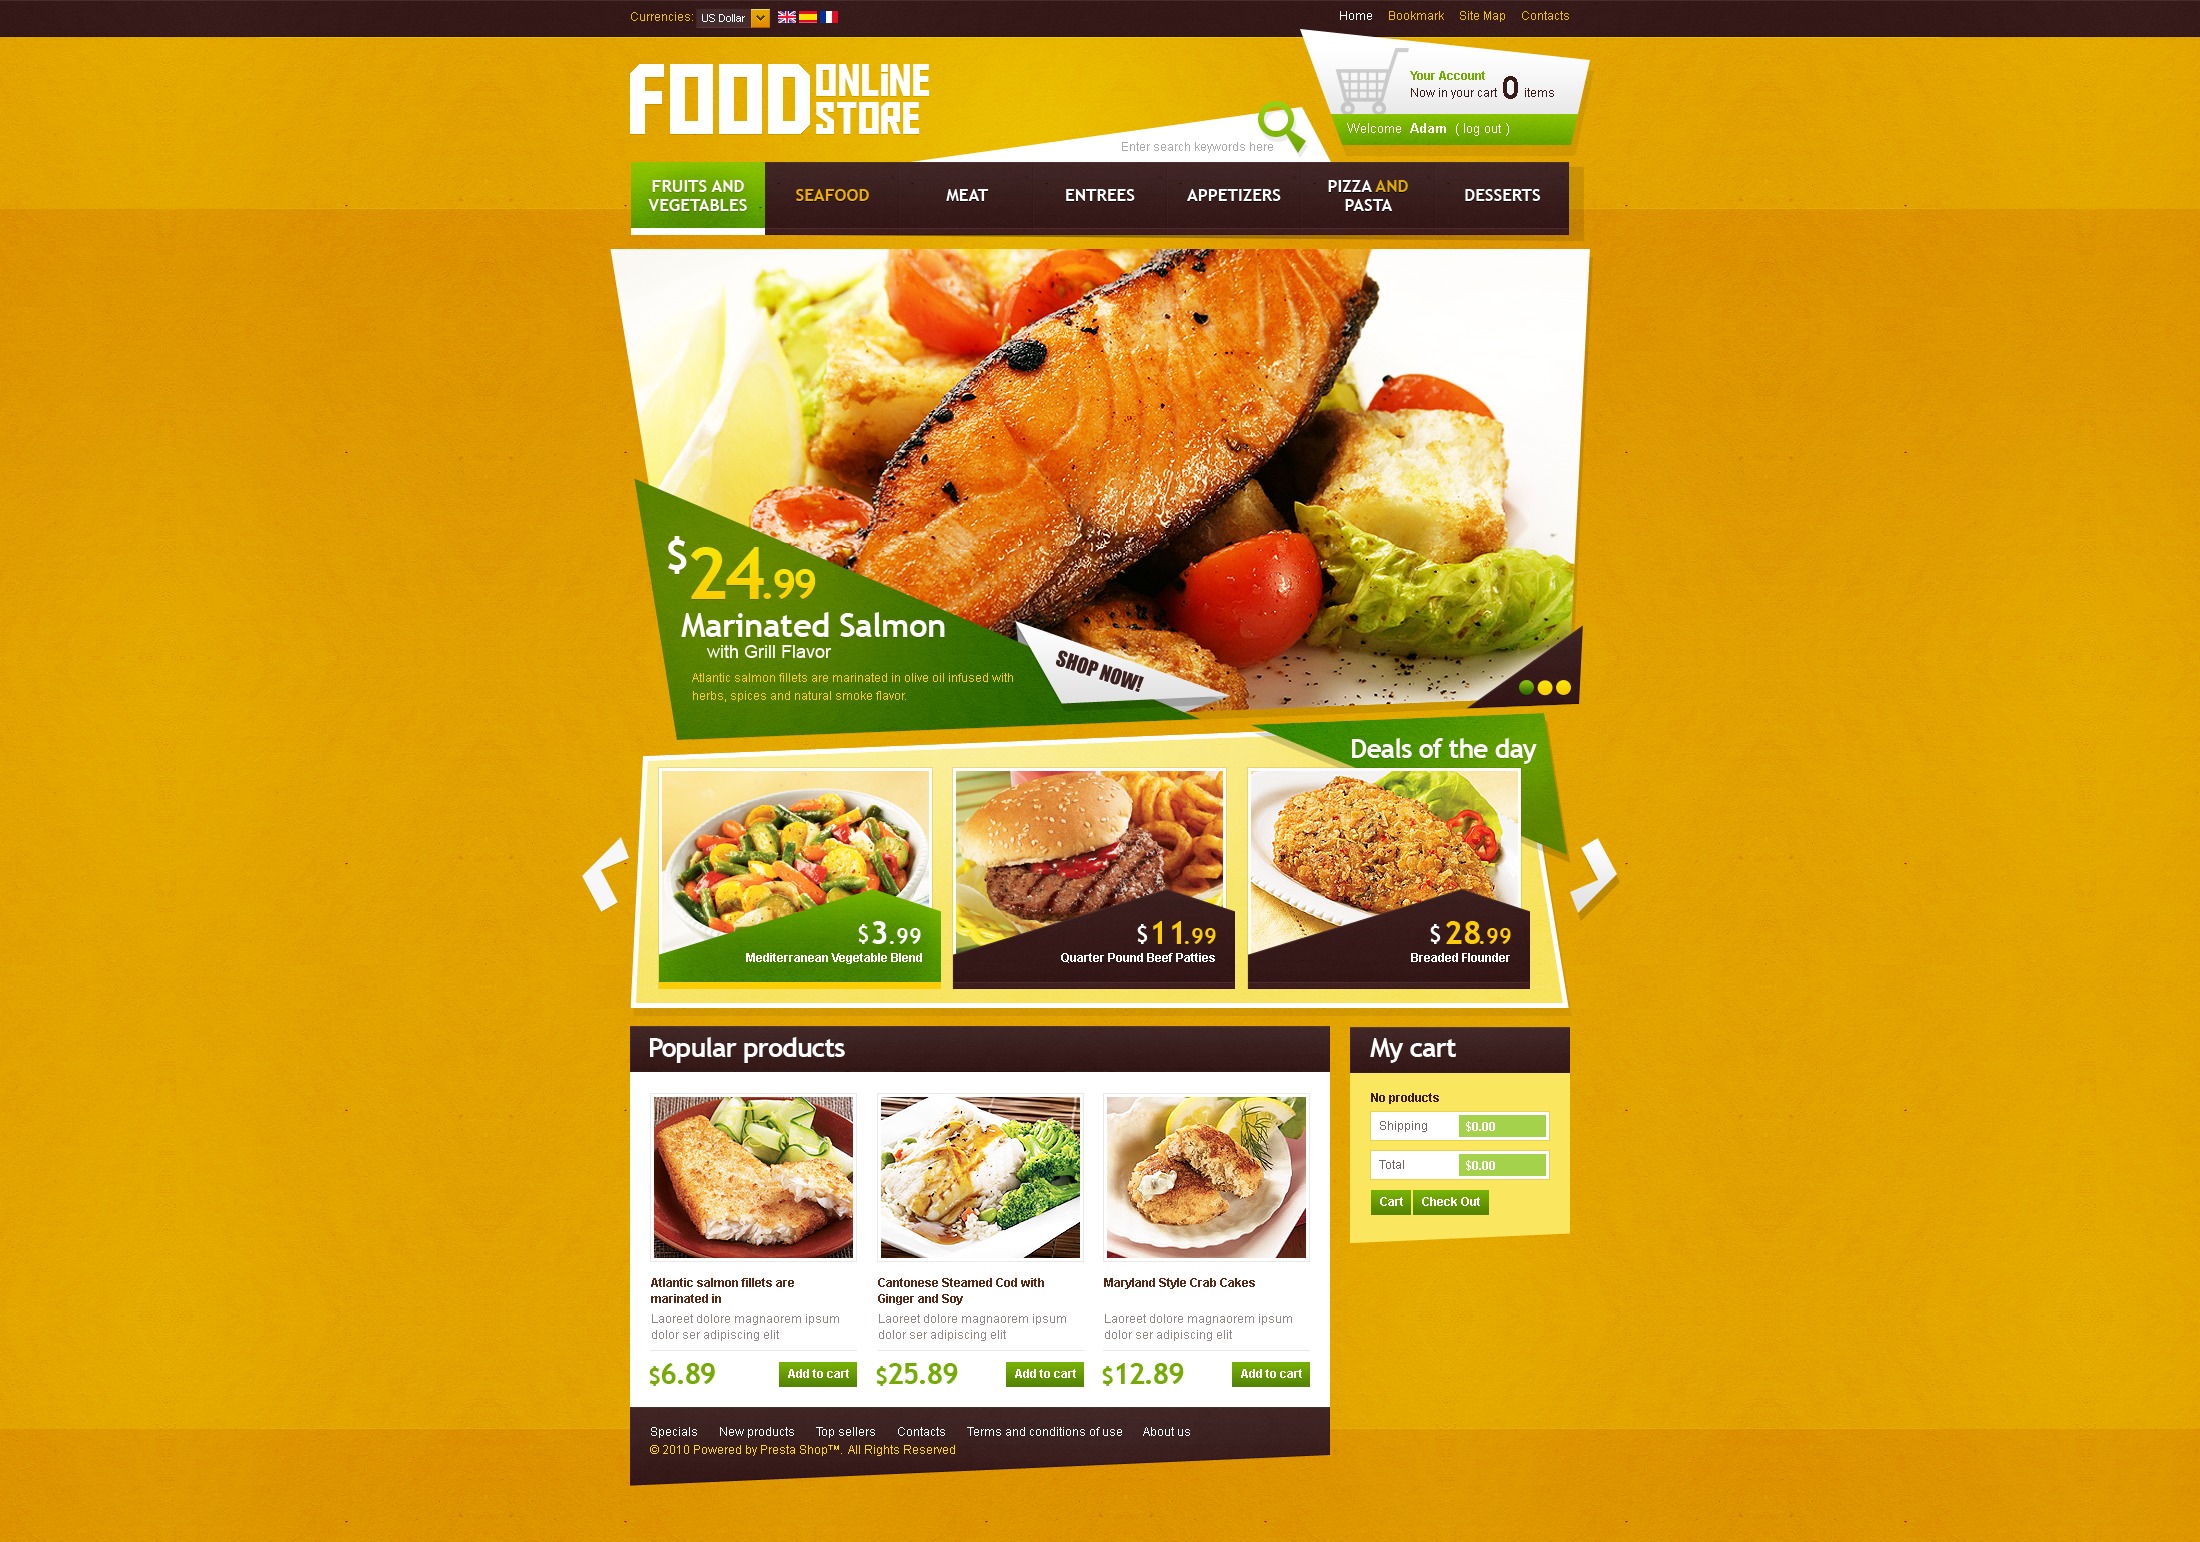 Currencies: US Dollar
Home Bookmark Site Map Contacts
FOOD ONLINE STORE
Your Account
Now in your cart 0 items
Welcome Adam ( log out )
Enter search keywords here
FRUITS AND
VEGETABLES
SEAFOOD
MEAT
ENTREES
APPETIZERS
PIZZA AND
PASTA
DESSERTS
$24.99
Marinated Salmon
with Grill Flavor
Atlantic salmon fillets are marinated in olive oil infused with
herbs, spices and natural smoke flavor.
SHOP NOW!
Deals of the day
$3.99
Mediterranean Vegetable Blend
$11.99
Quarter Pound Beef Patties
$28.99
Breaded Flounder
Popular products
Atlantic salmon fillets are
marinated in
Laoreet dolore magnaorem ipsum
dolor ser adipiscing elit
$6.89
Add to cart
Cantonese Steamed Cod with
Ginger and Soy
Laoreet dolore magnaorem ipsum
dolor ser adipiscing elit
$25.89
Add to cart
Maryland Style Crab Cakes
Laoreet dolore magnaorem ipsum
dolor ser adipiscing elit
$12.89
Add to cart
My cart
No products
Shipping $0.00
Total $0.00
Cart Check Out
Specials New products Top sellers Contacts Terms and conditions of use About us
© 2010 Powered by Presta Shop™. All Rights Reserved